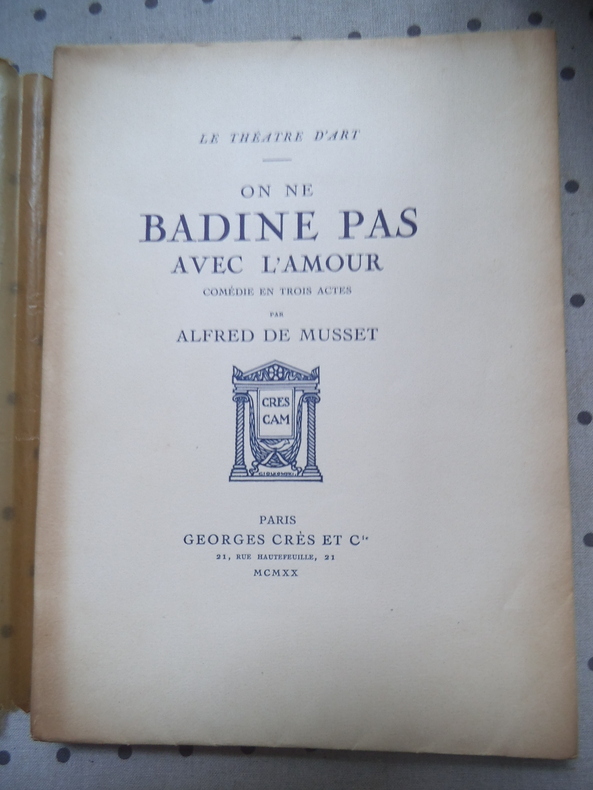 LE THÉATRE D'ART
ON NE
BADINE PAS
AVEC L'AMOUR
COMÉDIE EN TROIS ACTES
PAR
ALFRED DE MUSSET
CRES
CAM
PARIS
GEORGES CRÈS ET Cie
21, RUE HAUTEFEUILLE, 21
MCMXX